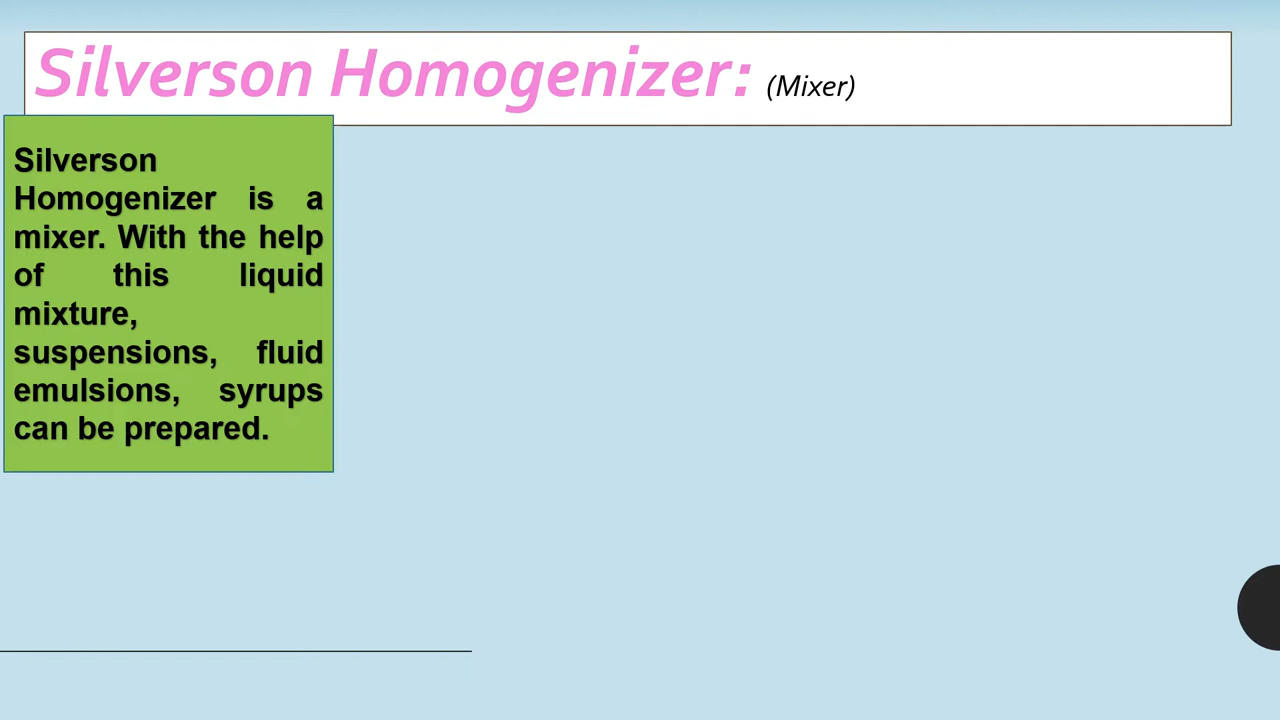 Silverson Homogenizer: (Mixer)
Silverson
Homogenizer is a
mixer. With the help
of this liquid
mixture,
suspensions, fluid
emulsions, syrups
can be prepared.